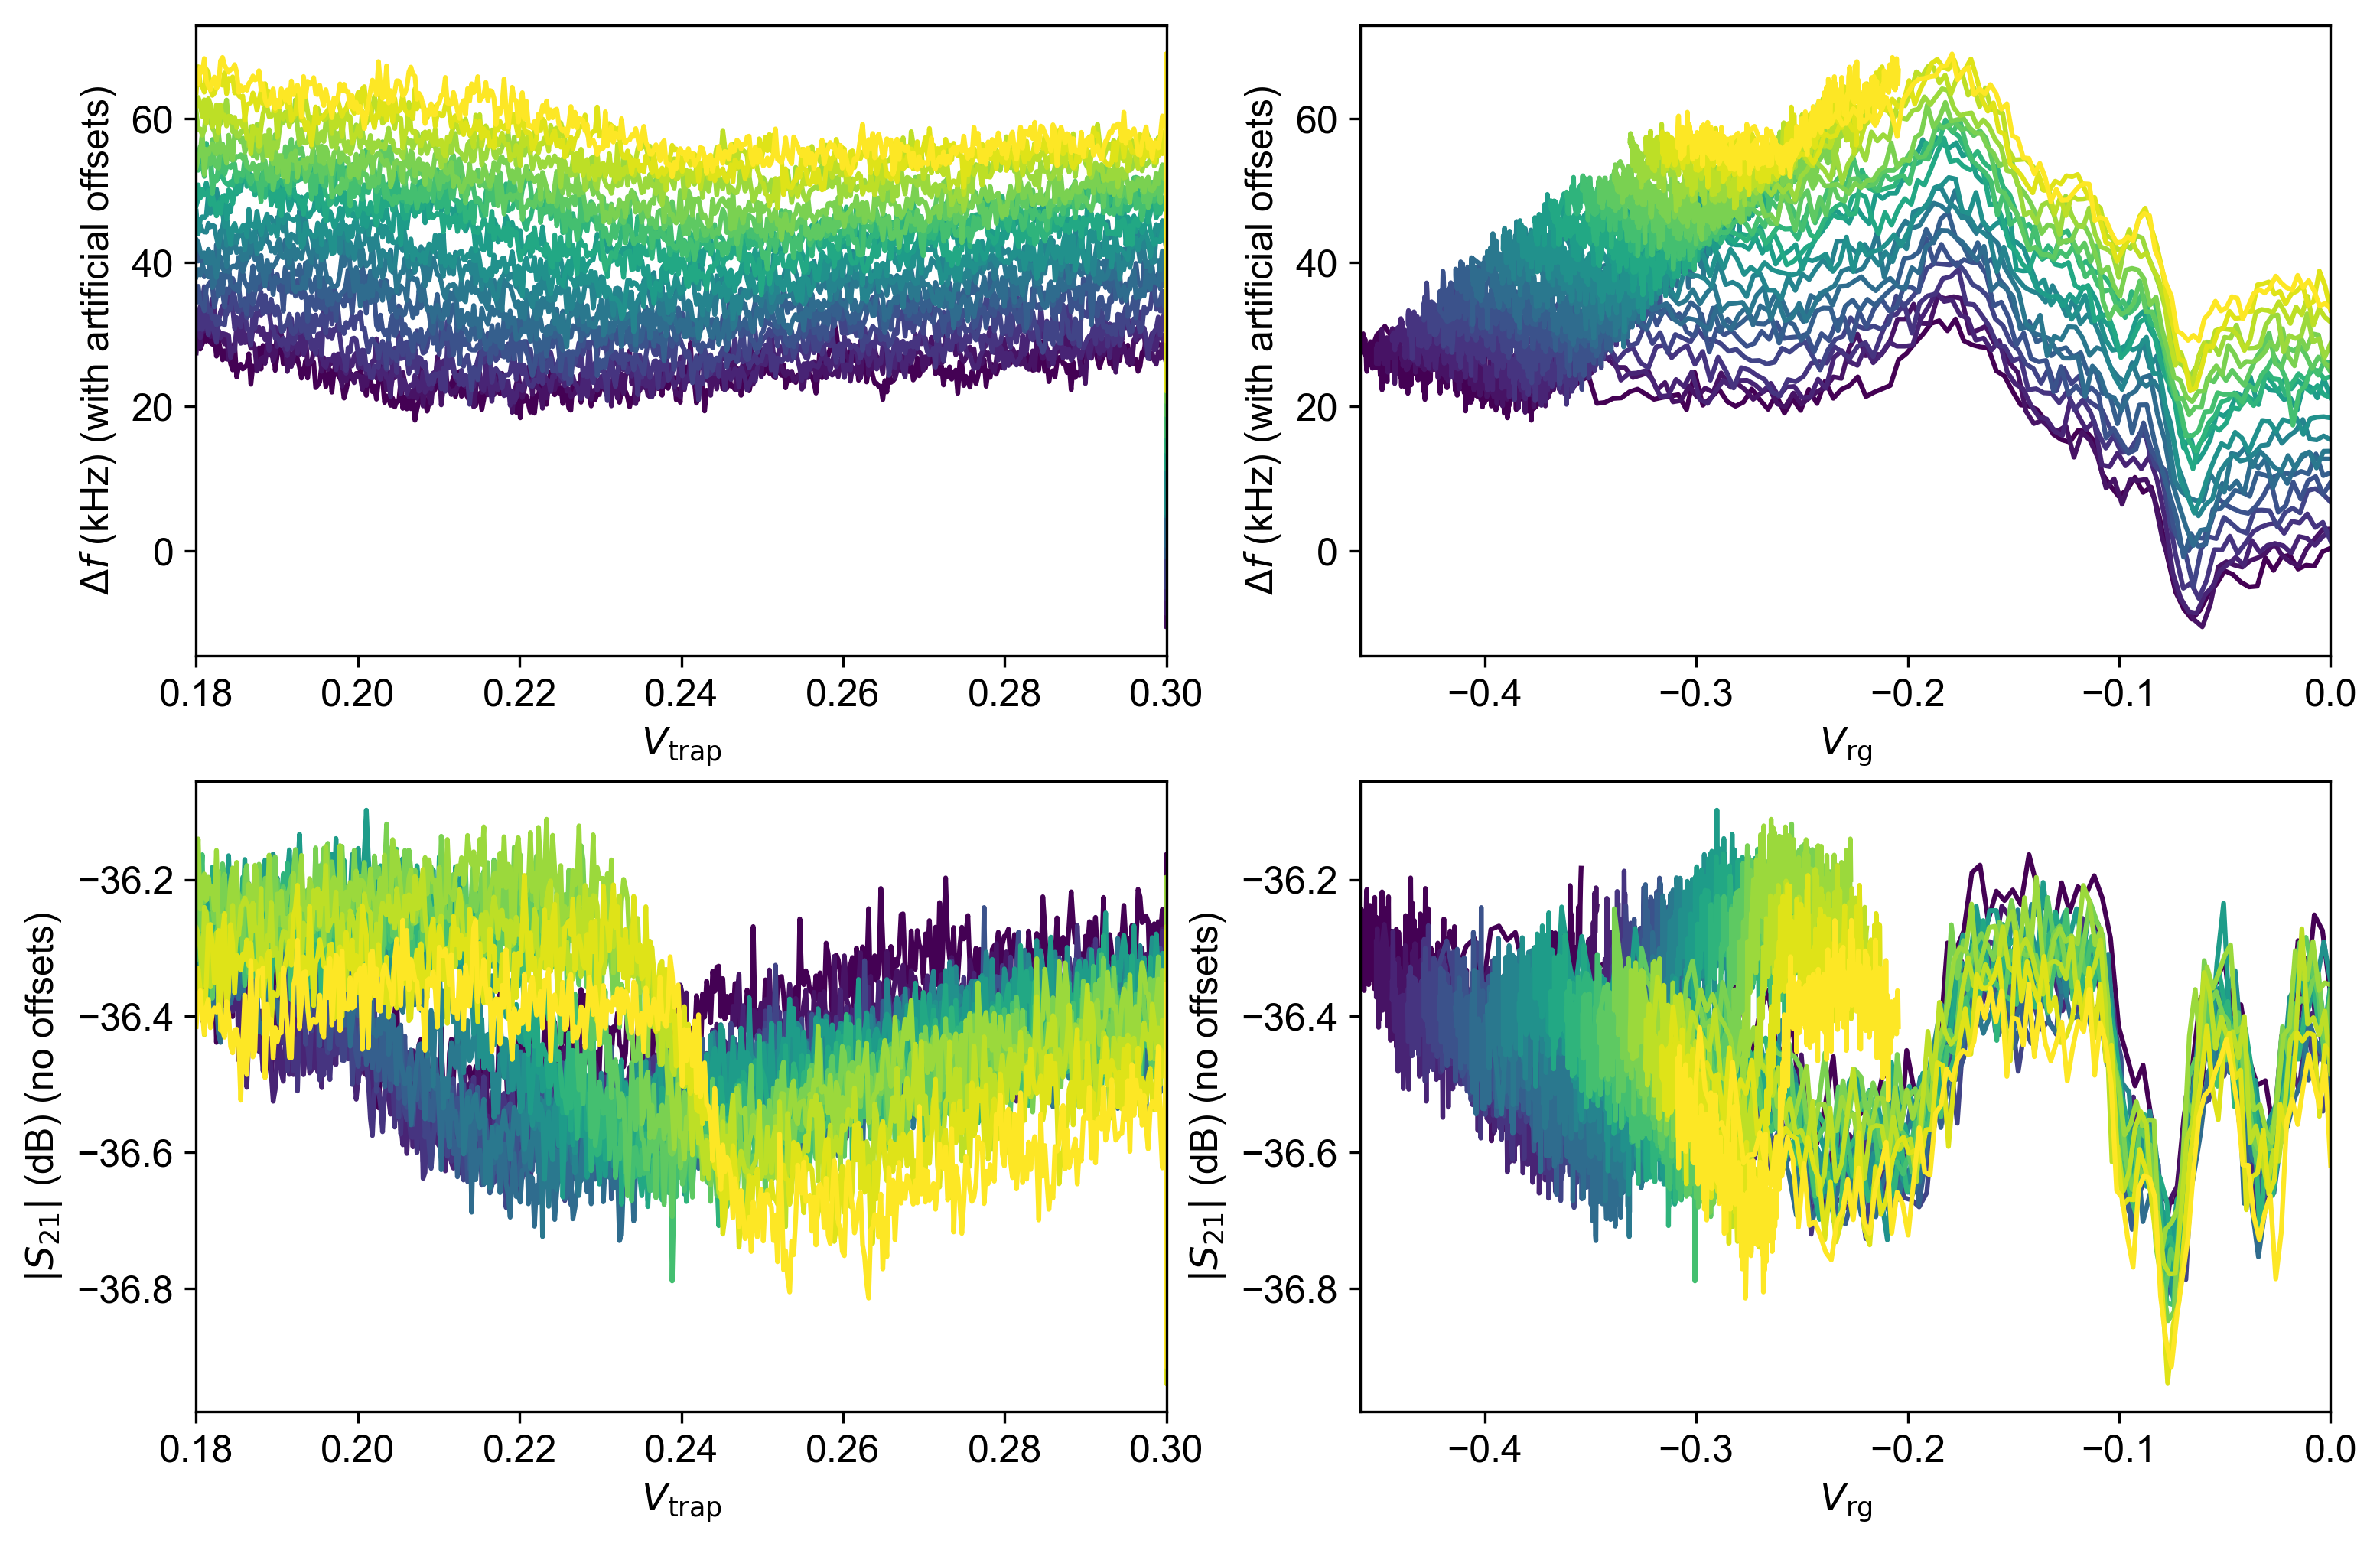 Δf (kHz) (with artificial offsets)
60
40
20
0
0.18 0.20 0.22 0.24 0.26 0.28 0.30
V_trap
Δf (kHz) (with artificial offsets)
60
40
20
0
−0.4 −0.3 −0.2 −0.1 0.0
V_rg
|S_21| (dB) (no offsets)
−36.2
−36.4
−36.6
−36.8
0.18 0.20 0.22 0.24 0.26 0.28 0.30
V_trap
|S_21| (dB) (no offsets)
−36.2
−36.4
−36.6
−36.8
−0.4 −0.3 −0.2 −0.1 0.0
V_rg